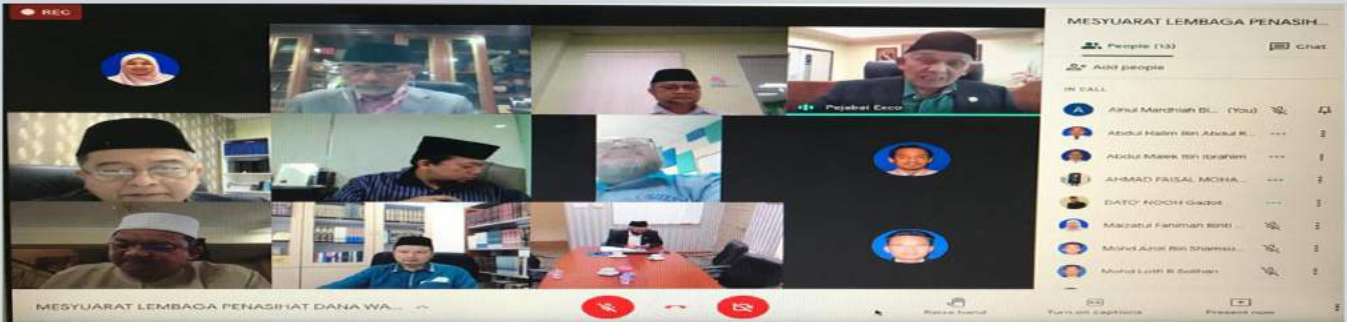 REC
MESYUARAT LEMBAGA PENASIH...
People (13)
Chat
Add people
IN CALL
A
Ainul Mardhiah Bi... (You)
Abdul Halim Bin Abdul R...
Abdul Malek Bin Ibrahim
AHMAD FAISAL MOHA...
DATO' NOOH Gadot
Maizatul Fahimah Binti ...
Mohd Azizi Bin Shamsu...
Mohd Lotfi B Solihan
Pejabat Exco
MESYUARAT LEMBAGA PENASIHAT DANA WA...
Raise hand
Turn on captions
Present now